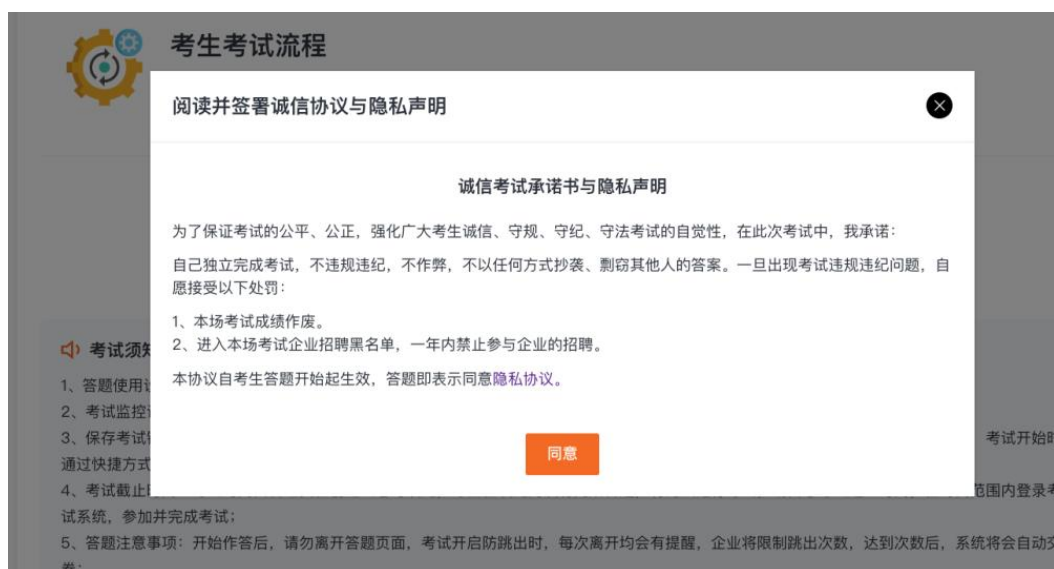 考生考试流程
阅读并签署诚信协议与隐私声明
诚信考试承诺书与隐私声明
为了保证考试的公平、公正，强化广大考生诚信、守规、守纪、守法考试的自觉性，在此次考试中，我承诺：
自己独立完成考试，不违规违纪，不作弊，不以任何方式抄袭、剽窃其他人的答案。一旦出现考试违规违纪问题，自
愿接受以下处罚：
1、本场考试成绩作废。
2、进入本场考试企业招聘黑名单，一年内禁止参与企业的招聘。
本协议自考生答题开始起生效，答题即表示同意隐私协议。
同意
考试须知
1、答题使用
2、考试监控
3、保存考试 考试开始时
通过快捷方式
4、考试截止 范围内登录考
试系统，参加并完成考试；
5、答题注意事项：开始作答后，请勿离开答题页面，考试开启防跳出时，每次离开均会有提醒，企业将限制跳出次数，达到次数后，系统将会自动交
卷；